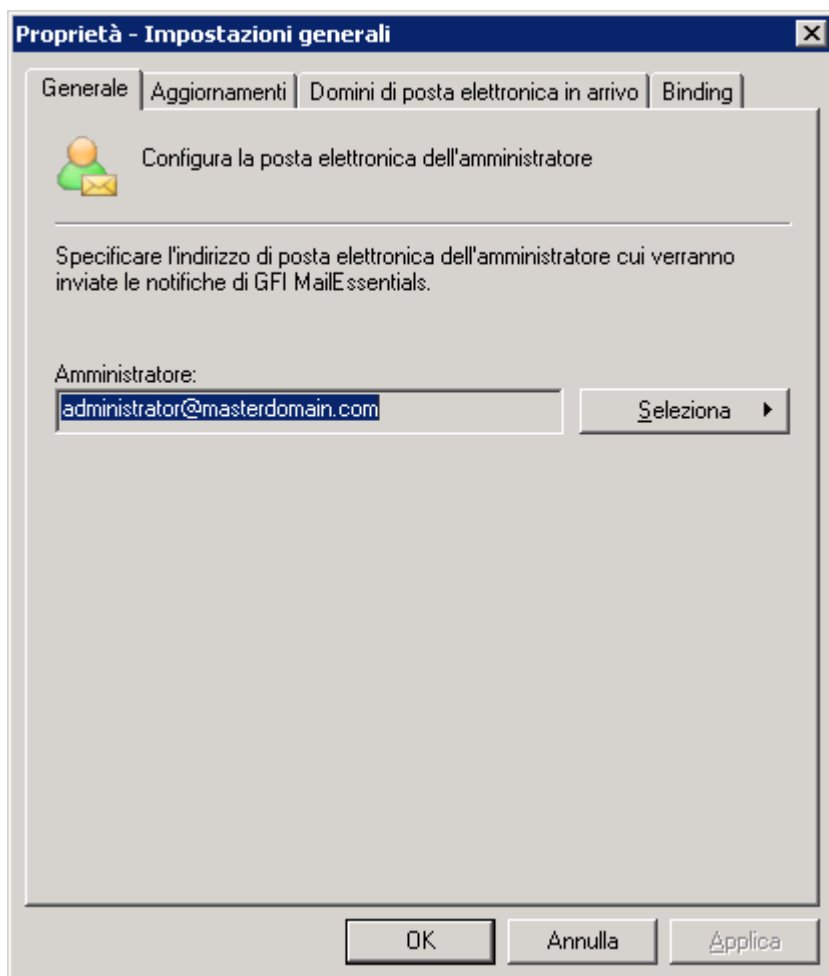 Proprietà - Impostazioni generali
Generale Aggiornamenti Domini di posta elettronica in arrivo Binding
Configura la posta elettronica dell'amministratore
Specificare l'indirizzo di posta elettronica dell'amministratore cui verranno
inviate le notifiche di GFI MailEssentials.
Amministratore:
administrator@masterdomain.com Seleziona
OK Annulla Applica